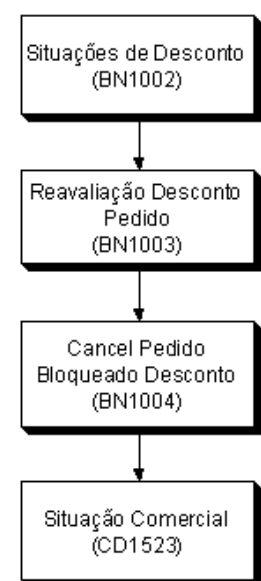 Situações de Desconto
(BN1002)
Reavaliação Desconto
Pedido
(BN1003)
Cancel Pedido
Bloqueado Desconto
(BN1004)
Situação Comercial
(CD1523)